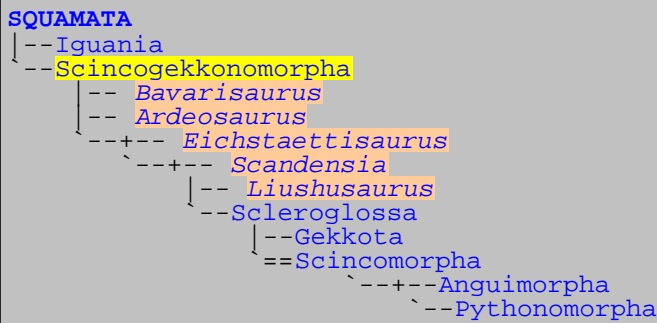 SQUAMATA
|--Iguania
`--Scincogekkonomorpha
|-- Bavarisaurus
|-- Ardeosaurus
`--+-- Eichstaettisaurus
`--+-- Scandensia
|-- Liushusaurus
`--Scleroglossa
|--Gekkota
`==Scincomorpha
`--+--Anguimorpha
`--Pythonomorpha